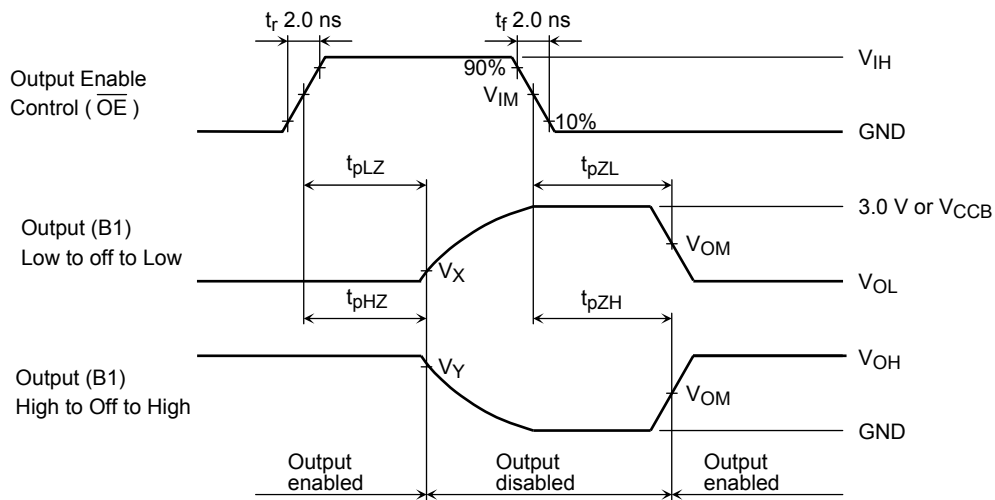 tr 2.0 ns
tf 2.0 ns
Output Enable
Control ( OE )
90%
VIM
10%
VIH
GND
tpLZ
tpZL
Output (B1)
Low to off to Low
3.0 V or VCCB
VX
VOM
VOL
tpHZ
tpZH
Output (B1)
High to Off to High
VY
VOH
VOM
GND
Output
enabled
Output
disabled
Output
enabled